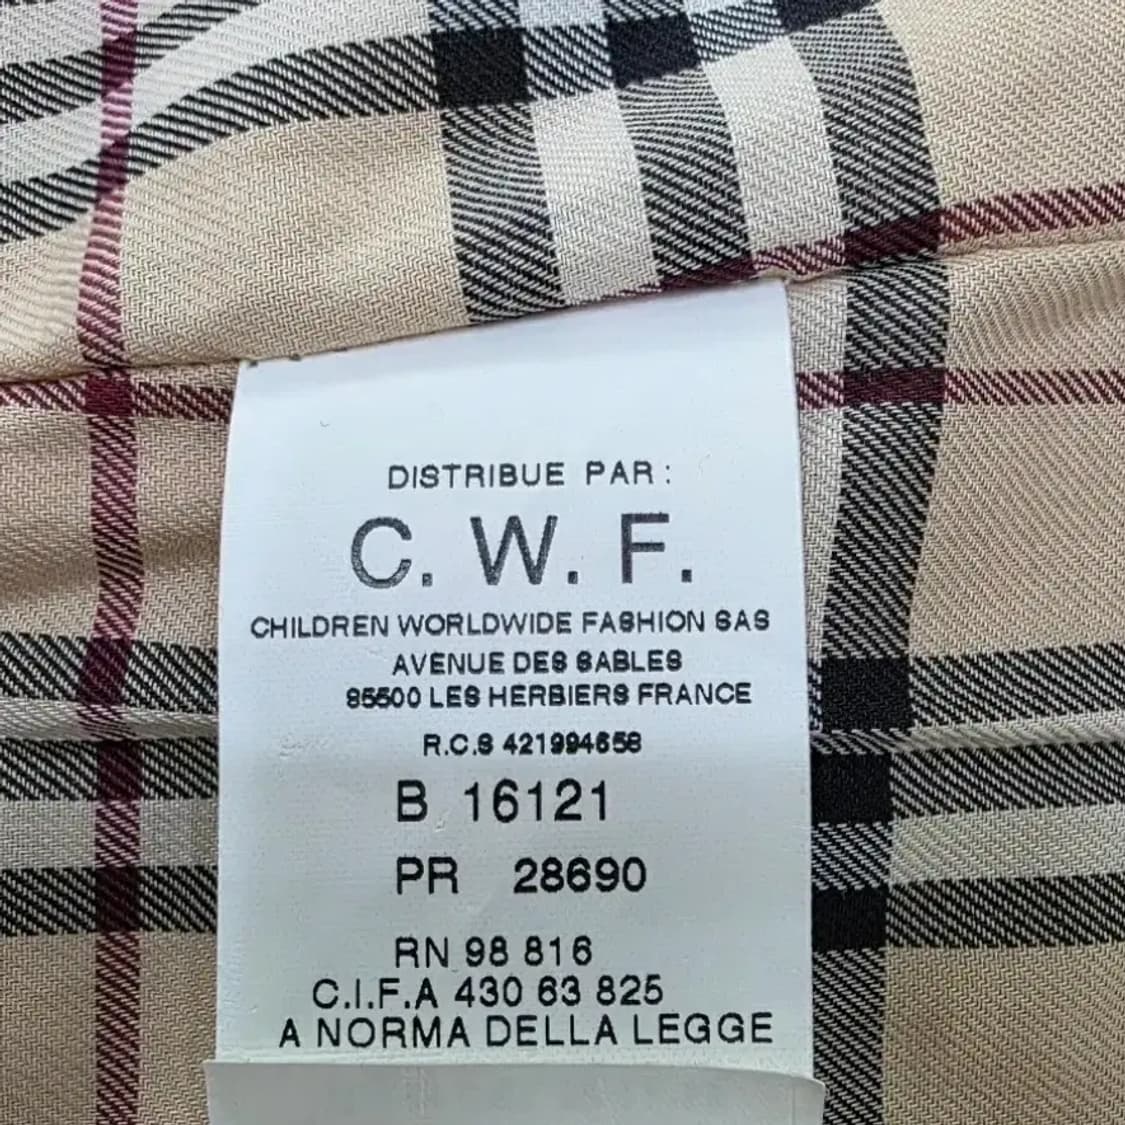 DISTRIBUE PAR :
C. W. F.
CHILDREN WORLDWIDE FASHION SAS
AVENUE DES SABLES
85500 LES HERBIERS FRANCE
R.C.S 421994658
B 16121
PR 28690
RN 98 816
C.I.F.A 430 63 825
A NORMA DELLA LEGGE